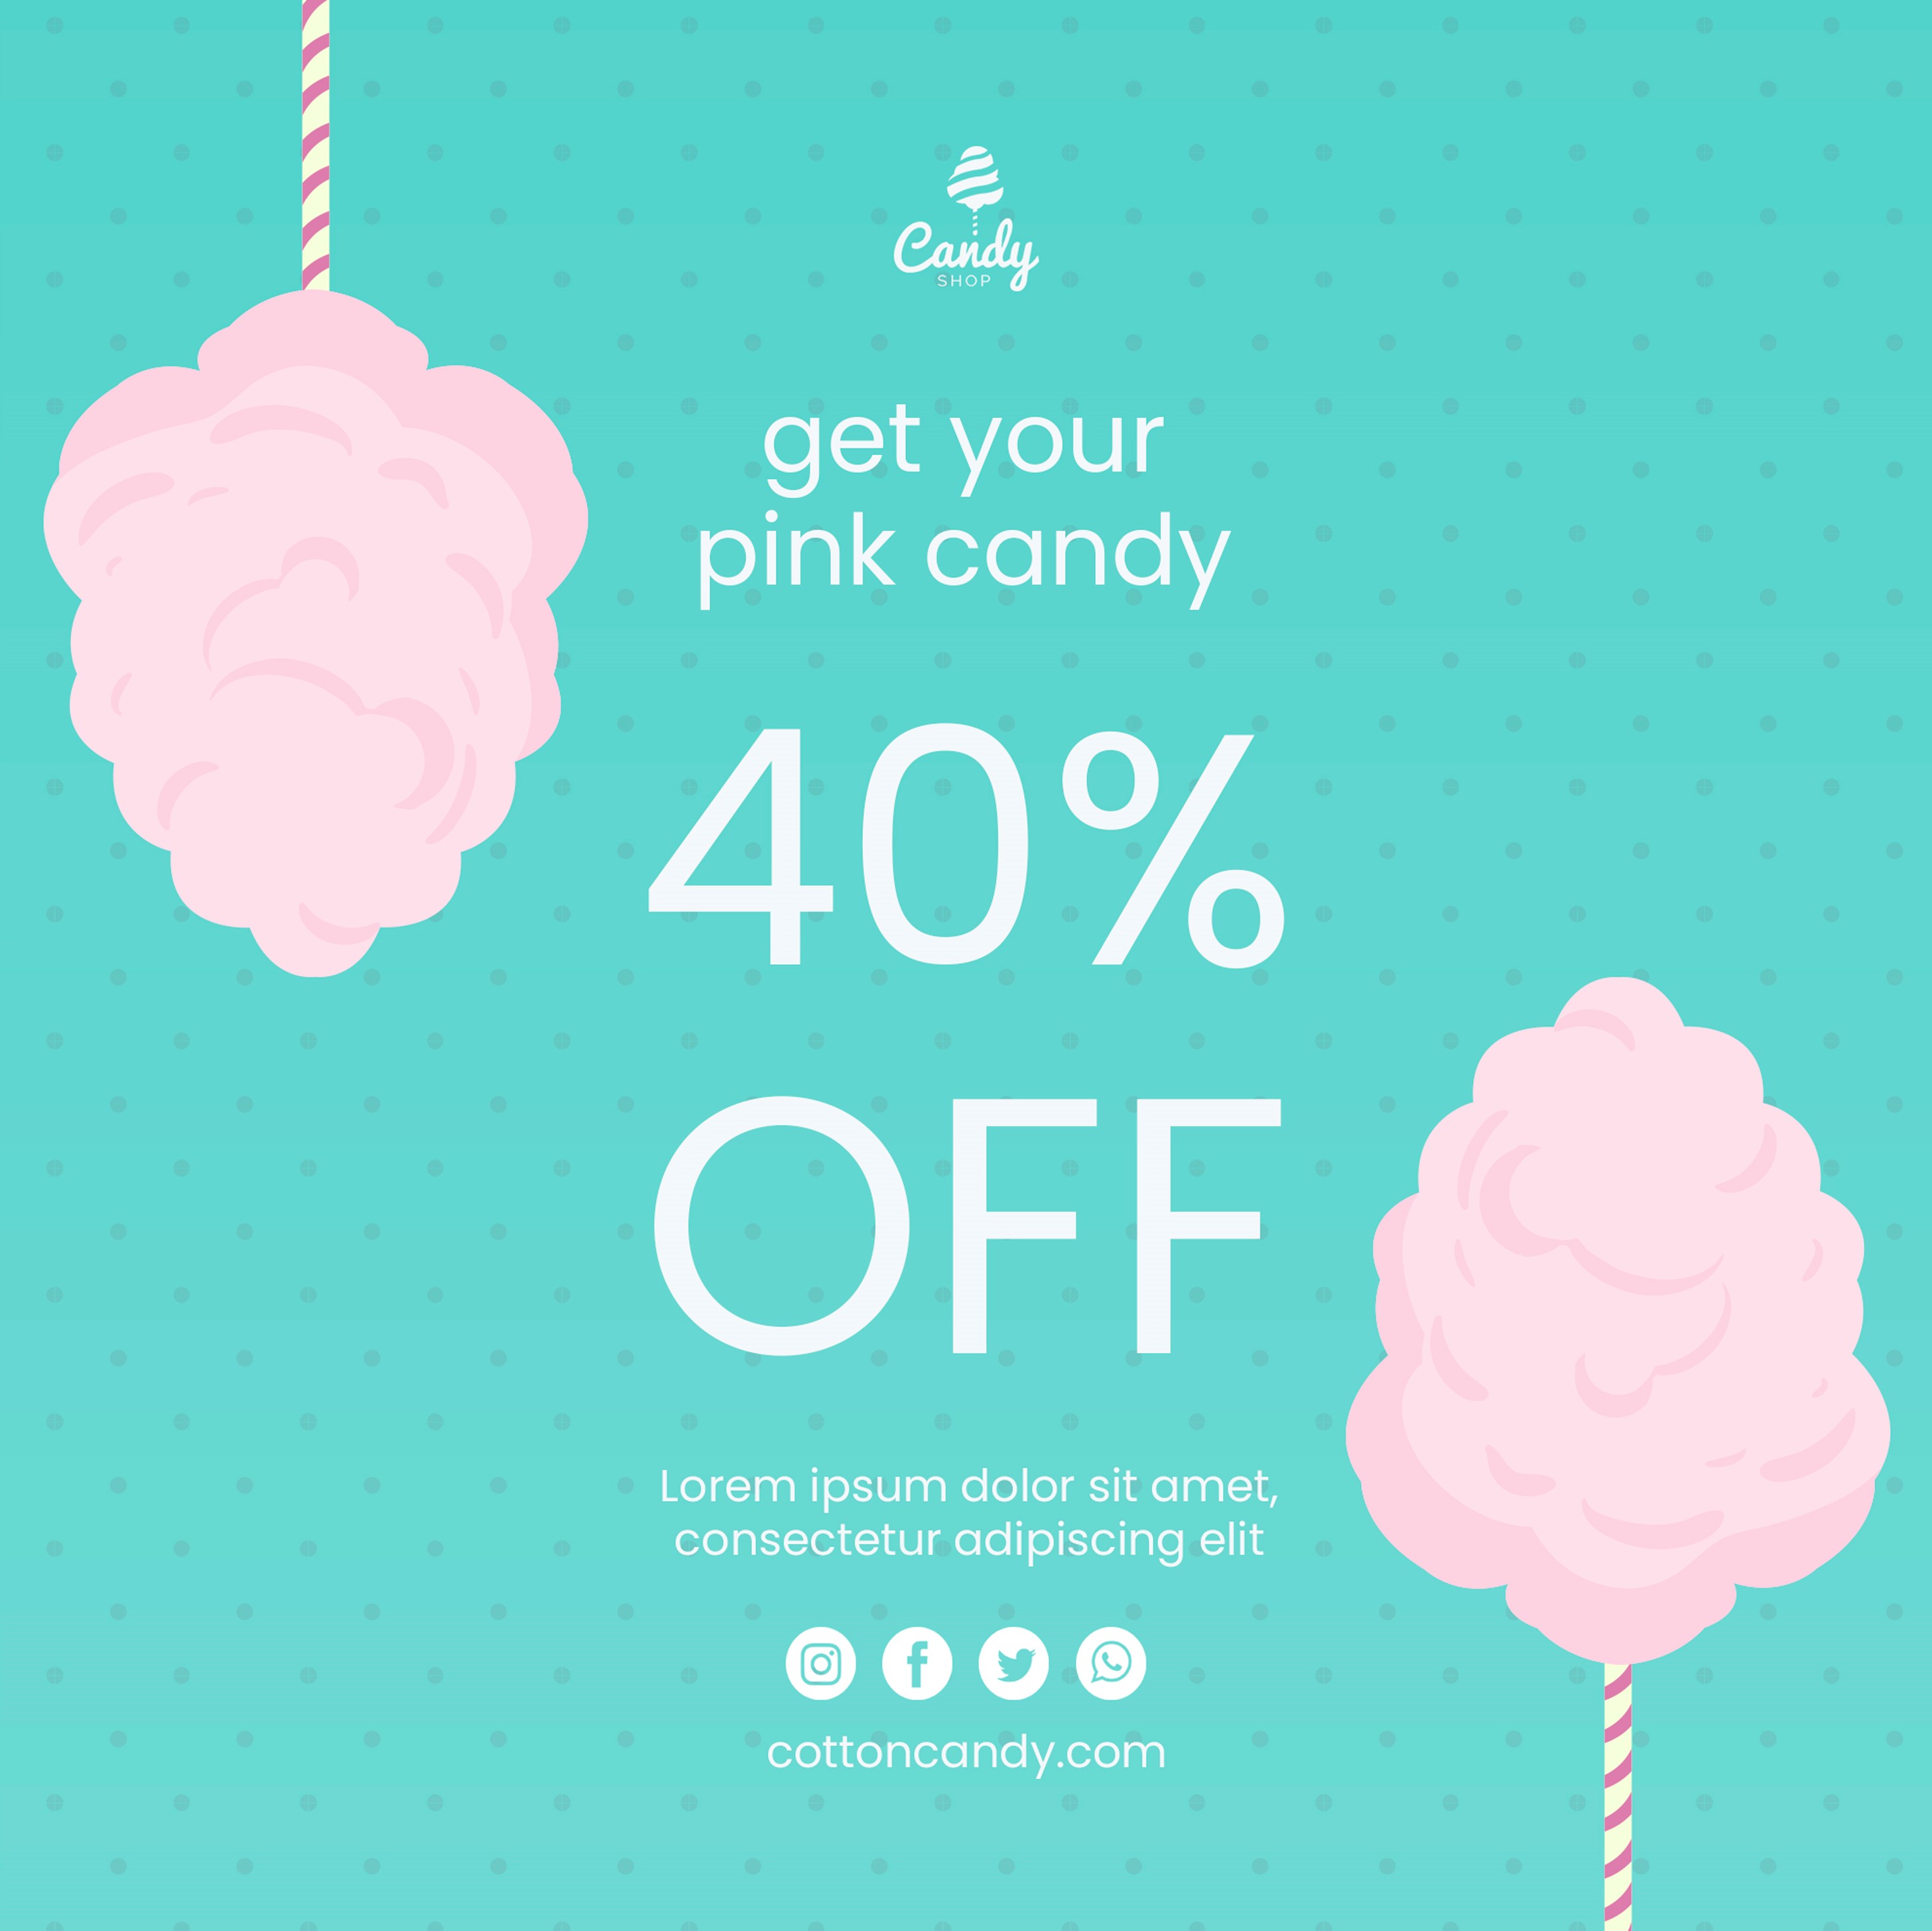 Candy
SHOP
get your
pink candy
40%
OFF
Lorem ipsum dolor sit amet,
consectetur adipiscing elit
cottoncandy.com